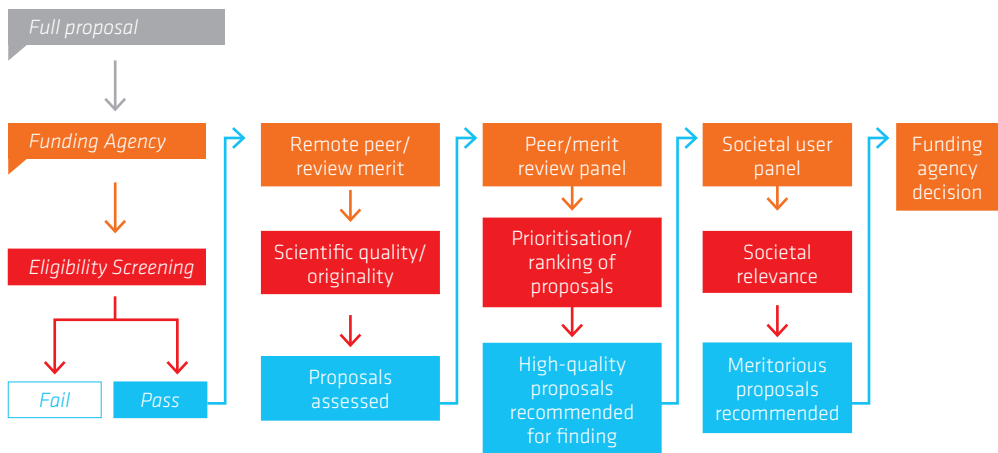 Full proposal
Funding Agency
Eligibility Screening
Fail
Pass
Remote peer/
review merit
Scientific quality/
originality
Proposals
assessed
Peer/merit
review panel
Prioritisation/
ranking of
proposals
High-quality
proposals
recommended
for finding
Societal user
panel
Societal
relevance
Meritorious
proposals
recommended
Funding
agency
decision